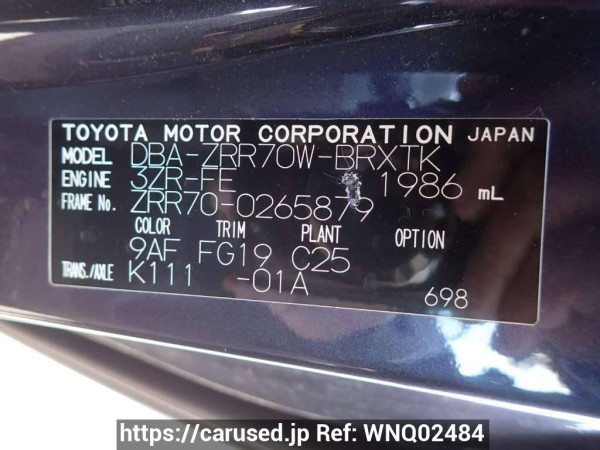 TOYOTA MOTOR CORPORATION JAPAN
MODEL DBA-ZRR70W-BRXTK
ENGINE 3ZR-FE 1986 mL
FRAME No. ZRR70-0265879
COLOR TRIM PLANT OPTION
9AF FG19 C25
TRANS./AXLE K111 -01A
698
https://carused.jp Ref: WNQ02484